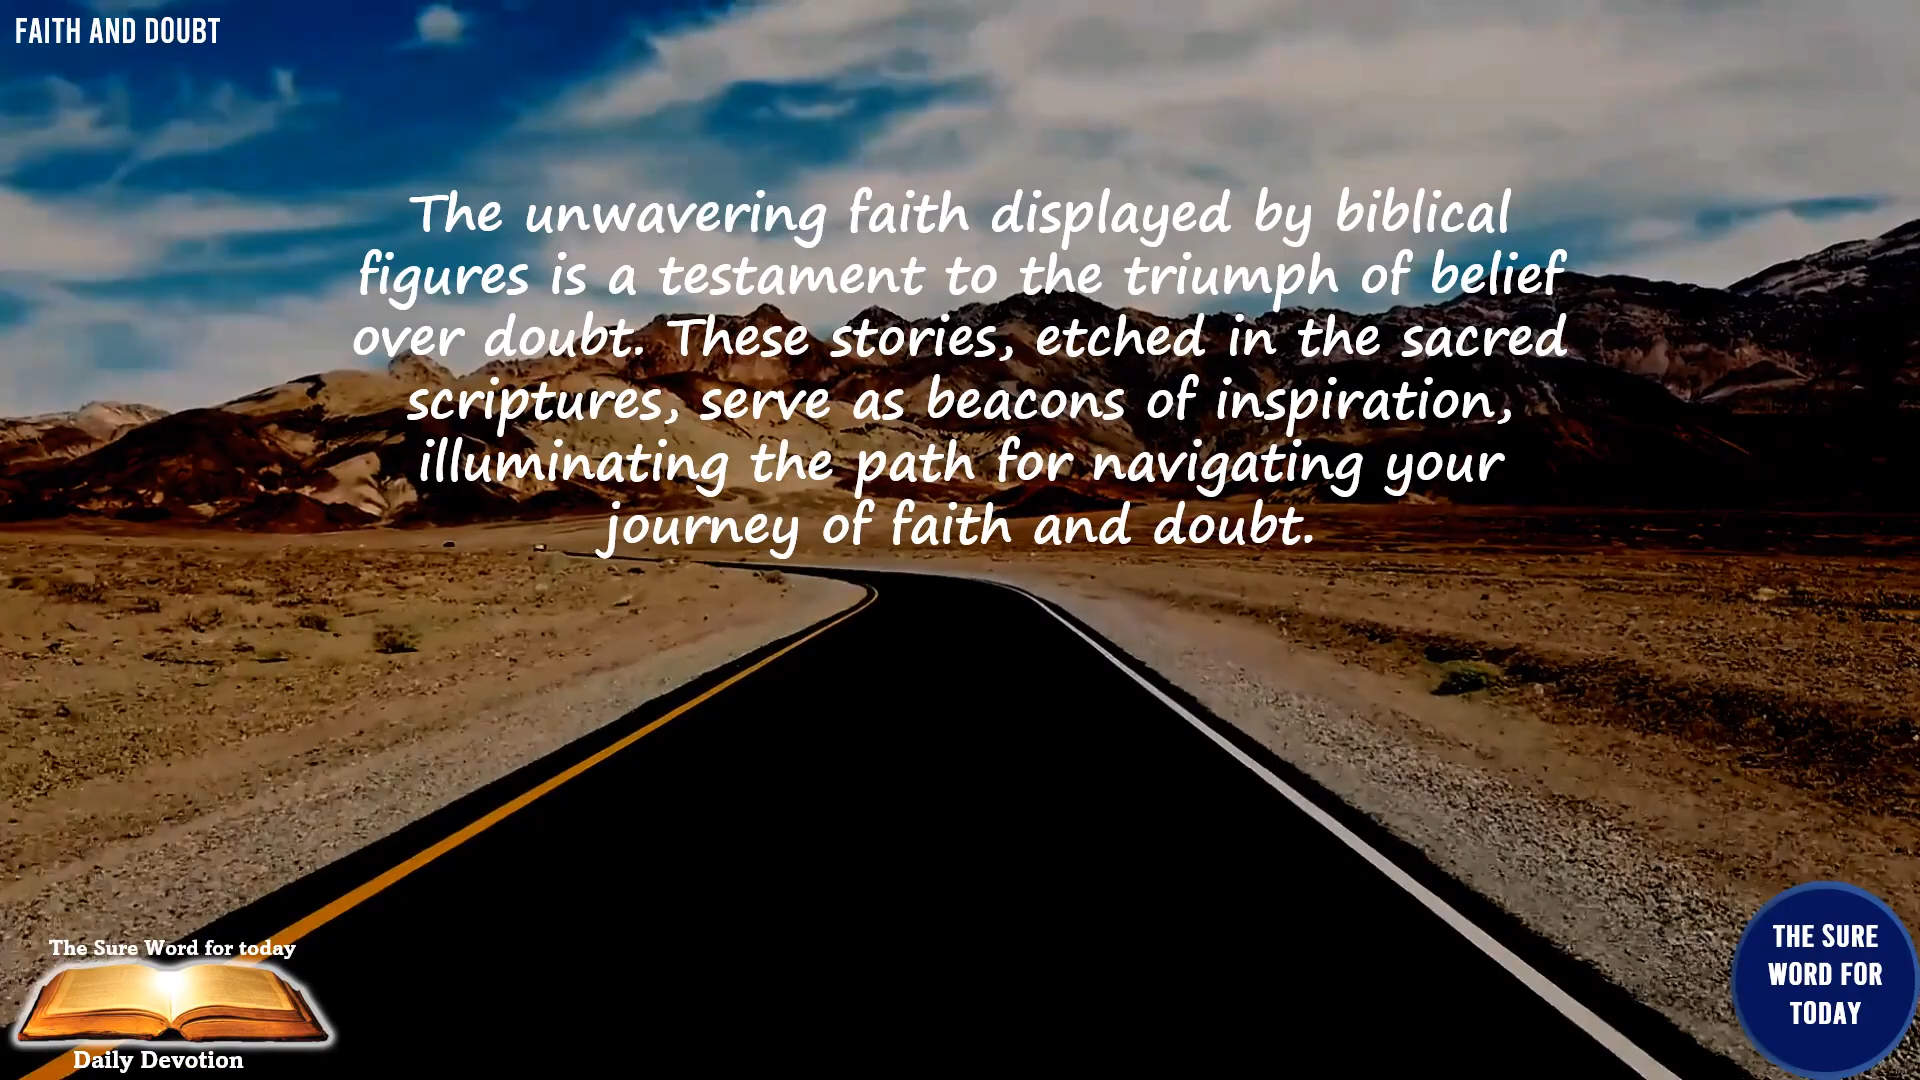 FAITH AND DOUBT
The unwavering faith displayed by biblical
figures is a testament to the triumph of belief
over doubt. These stories, etched in the sacred
scriptures, serve as beacons of inspiration,
illuminating the path for navigating your
journey of faith and doubt.
The Sure Word for today
Daily Devotion
THE SURE
WORD FOR
TODAY